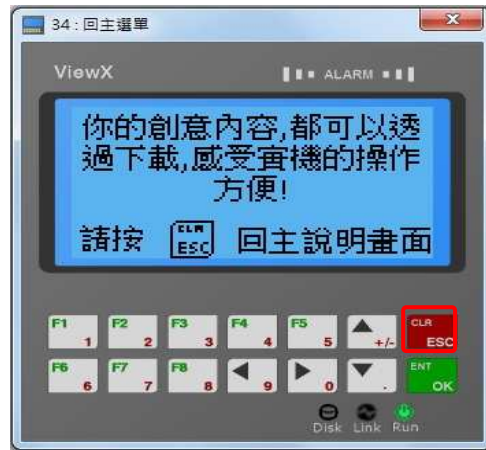 34 : 回主選單
ViewX
ALARM
你的創意內容,都可以透
過下載,感受實機的操作
方便!
請按 CLR ESC 回主說明畫面
F1 1 F2 2 F3 3 F4 4 F5 5 +/- CLR ESC
F6 6 F7 7 F8 8 9 0 . ENT OK
Disk Link Run